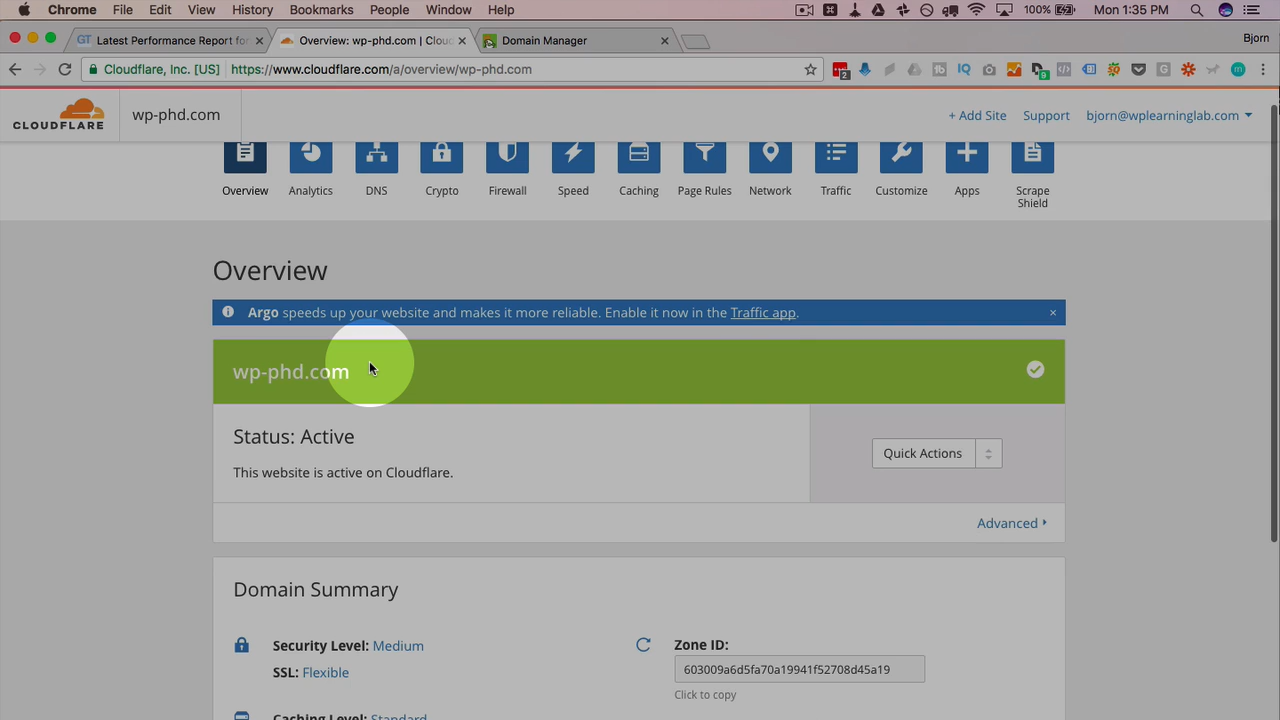 Chrome File Edit View History Bookmarks People Window Help 100% Mon 1:35 PM
Latest Performance Report for Overview: wp-phd.com | Clou Domain Manager Bjorn
Cloudflare, Inc. [US] https://www.cloudflare.com/a/overview/wp-phd.com
CLOUDFLARE wp-phd.com + Add Site Support bjorn@wplearninglab.com
Overview Analytics DNS Crypto Firewall Speed Caching Page Rules Network Traffic Customize Apps Scrape Shield
Overview
Argo speeds up your website and makes it more reliable. Enable it now in the Traffic app.
wp-phd.com
Status: Active
This website is active on Cloudflare.
Quick Actions
Advanced
Domain Summary
Security Level: Medium
SSL: Flexible
Caching Level: Standard
Zone ID:
603009a6d5fa70a19941f52708d45a19
Click to copy